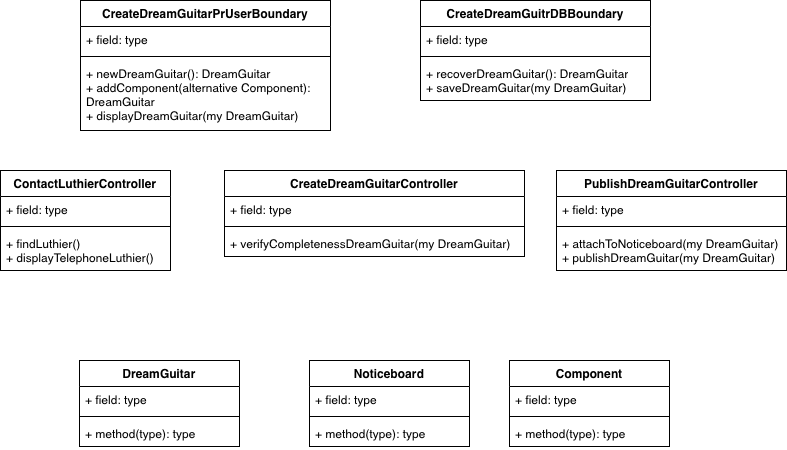 CreateDreamGuitarPrUserBoundary
+ field: type
+ newDreamGuitar(): DreamGuitar
+ addComponent(alternative Component):
DreamGuitar
+ displayDreamGuitar(my DreamGuitar)
CreateDreamGuitrDBBoundary
+ field: type
+ recoverDreamGuitar(): DreamGuitar
+ saveDreamGuitar(my DreamGuitar)
ContactLuthierController
+ field: type
+ findLuthier()
+ displayTelephoneLuthier()
CreateDreamGuitarController
+ field: type
+ verifyCompletenessDreamGuitar(my DreamGuitar)
PublishDreamGuitarController
+ field: type
+ attachToNoticeboard(my DreamGuitar)
+ publishDreamGuitar(my DreamGuitar)
DreamGuitar
+ field: type
+ method(type): type
Noticeboard
+ field: type
+ method(type): type
Component
+ field: type
+ method(type): type